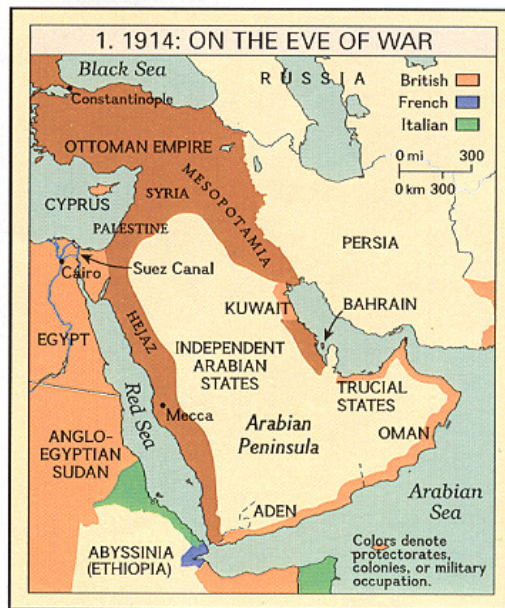 1. 1914: ON THE EVE OF WAR
Black Sea
RUSSIA
British
French
Italian
Constantinople
OTTOMAN EMPIRE
0 mi 300
0 km 300
MESOPOTAMIA
SYRIA
CYPRUS
PALESTINE
PERSIA
Cairo
Suez Canal
KUWAIT
BAHRAIN
EGYPT
HEJAZ
INDEPENDENT
ARABIAN
STATES
Red Sea
TRUCIAL
STATES
Mecca
Arabian
Peninsula
OMAN
ANGLO-
EGYPTIAN
SUDAN
Arabian
Sea
ADEN
ABYSSINIA
(ETHIOPIA)
Colors denote
protectorates,
colonies, or military
occupation.